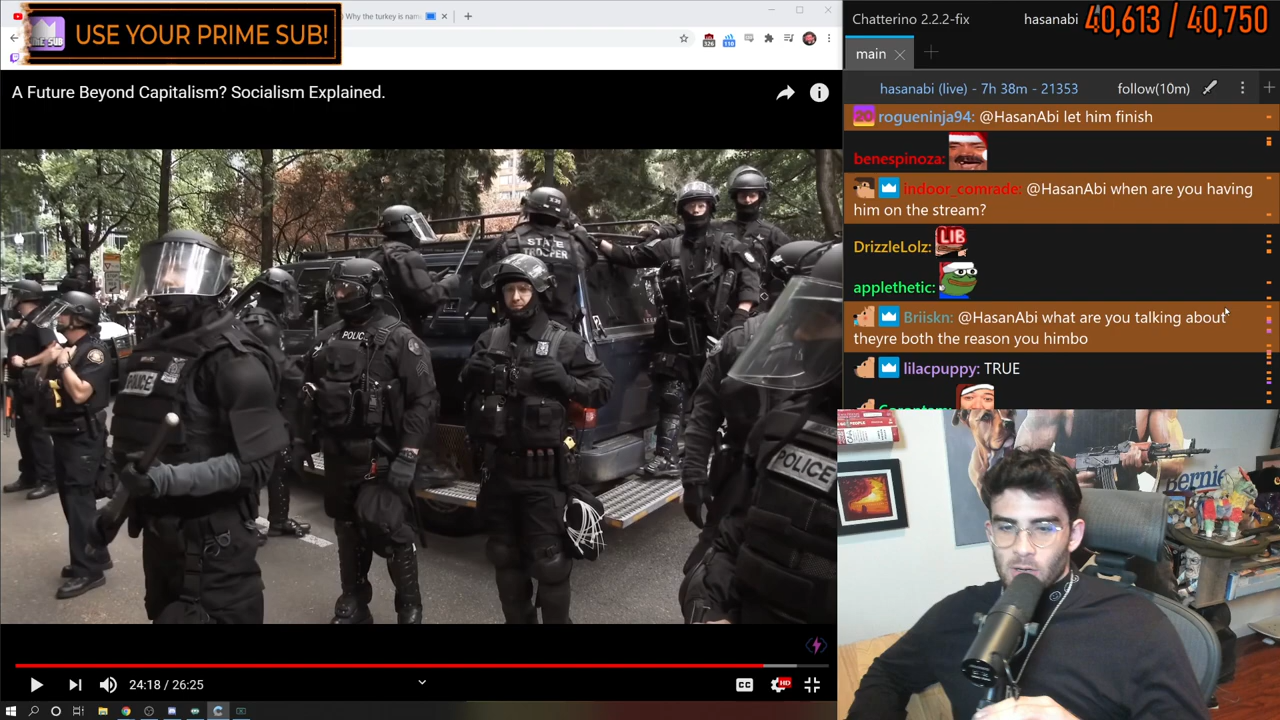 Why the turkey is nam
USE YOUR PRIME SUB!
A Future Beyond Capitalism? Socialism Explained.
STATE
TROOPER
POLICE
POLIC
POLICE
24:18 / 26:25
CC
HD
Chatterino 2.2.2-fix
hasanabi
40,613 / 40,750
main
hasanabi (live) - 7h 38m - 21353
follow(10m)
rogueninja94: @HasanAbi let him finish
benespinoza:
indoor_comrade: @HasanAbi when are you having
him on the stream?
DrizzleLolz: LIB
applethetic:
Briiskn: @HasanAbi what are you talking about
theyre both the reason you himbo
lilacpuppy: TRUE
Bernie